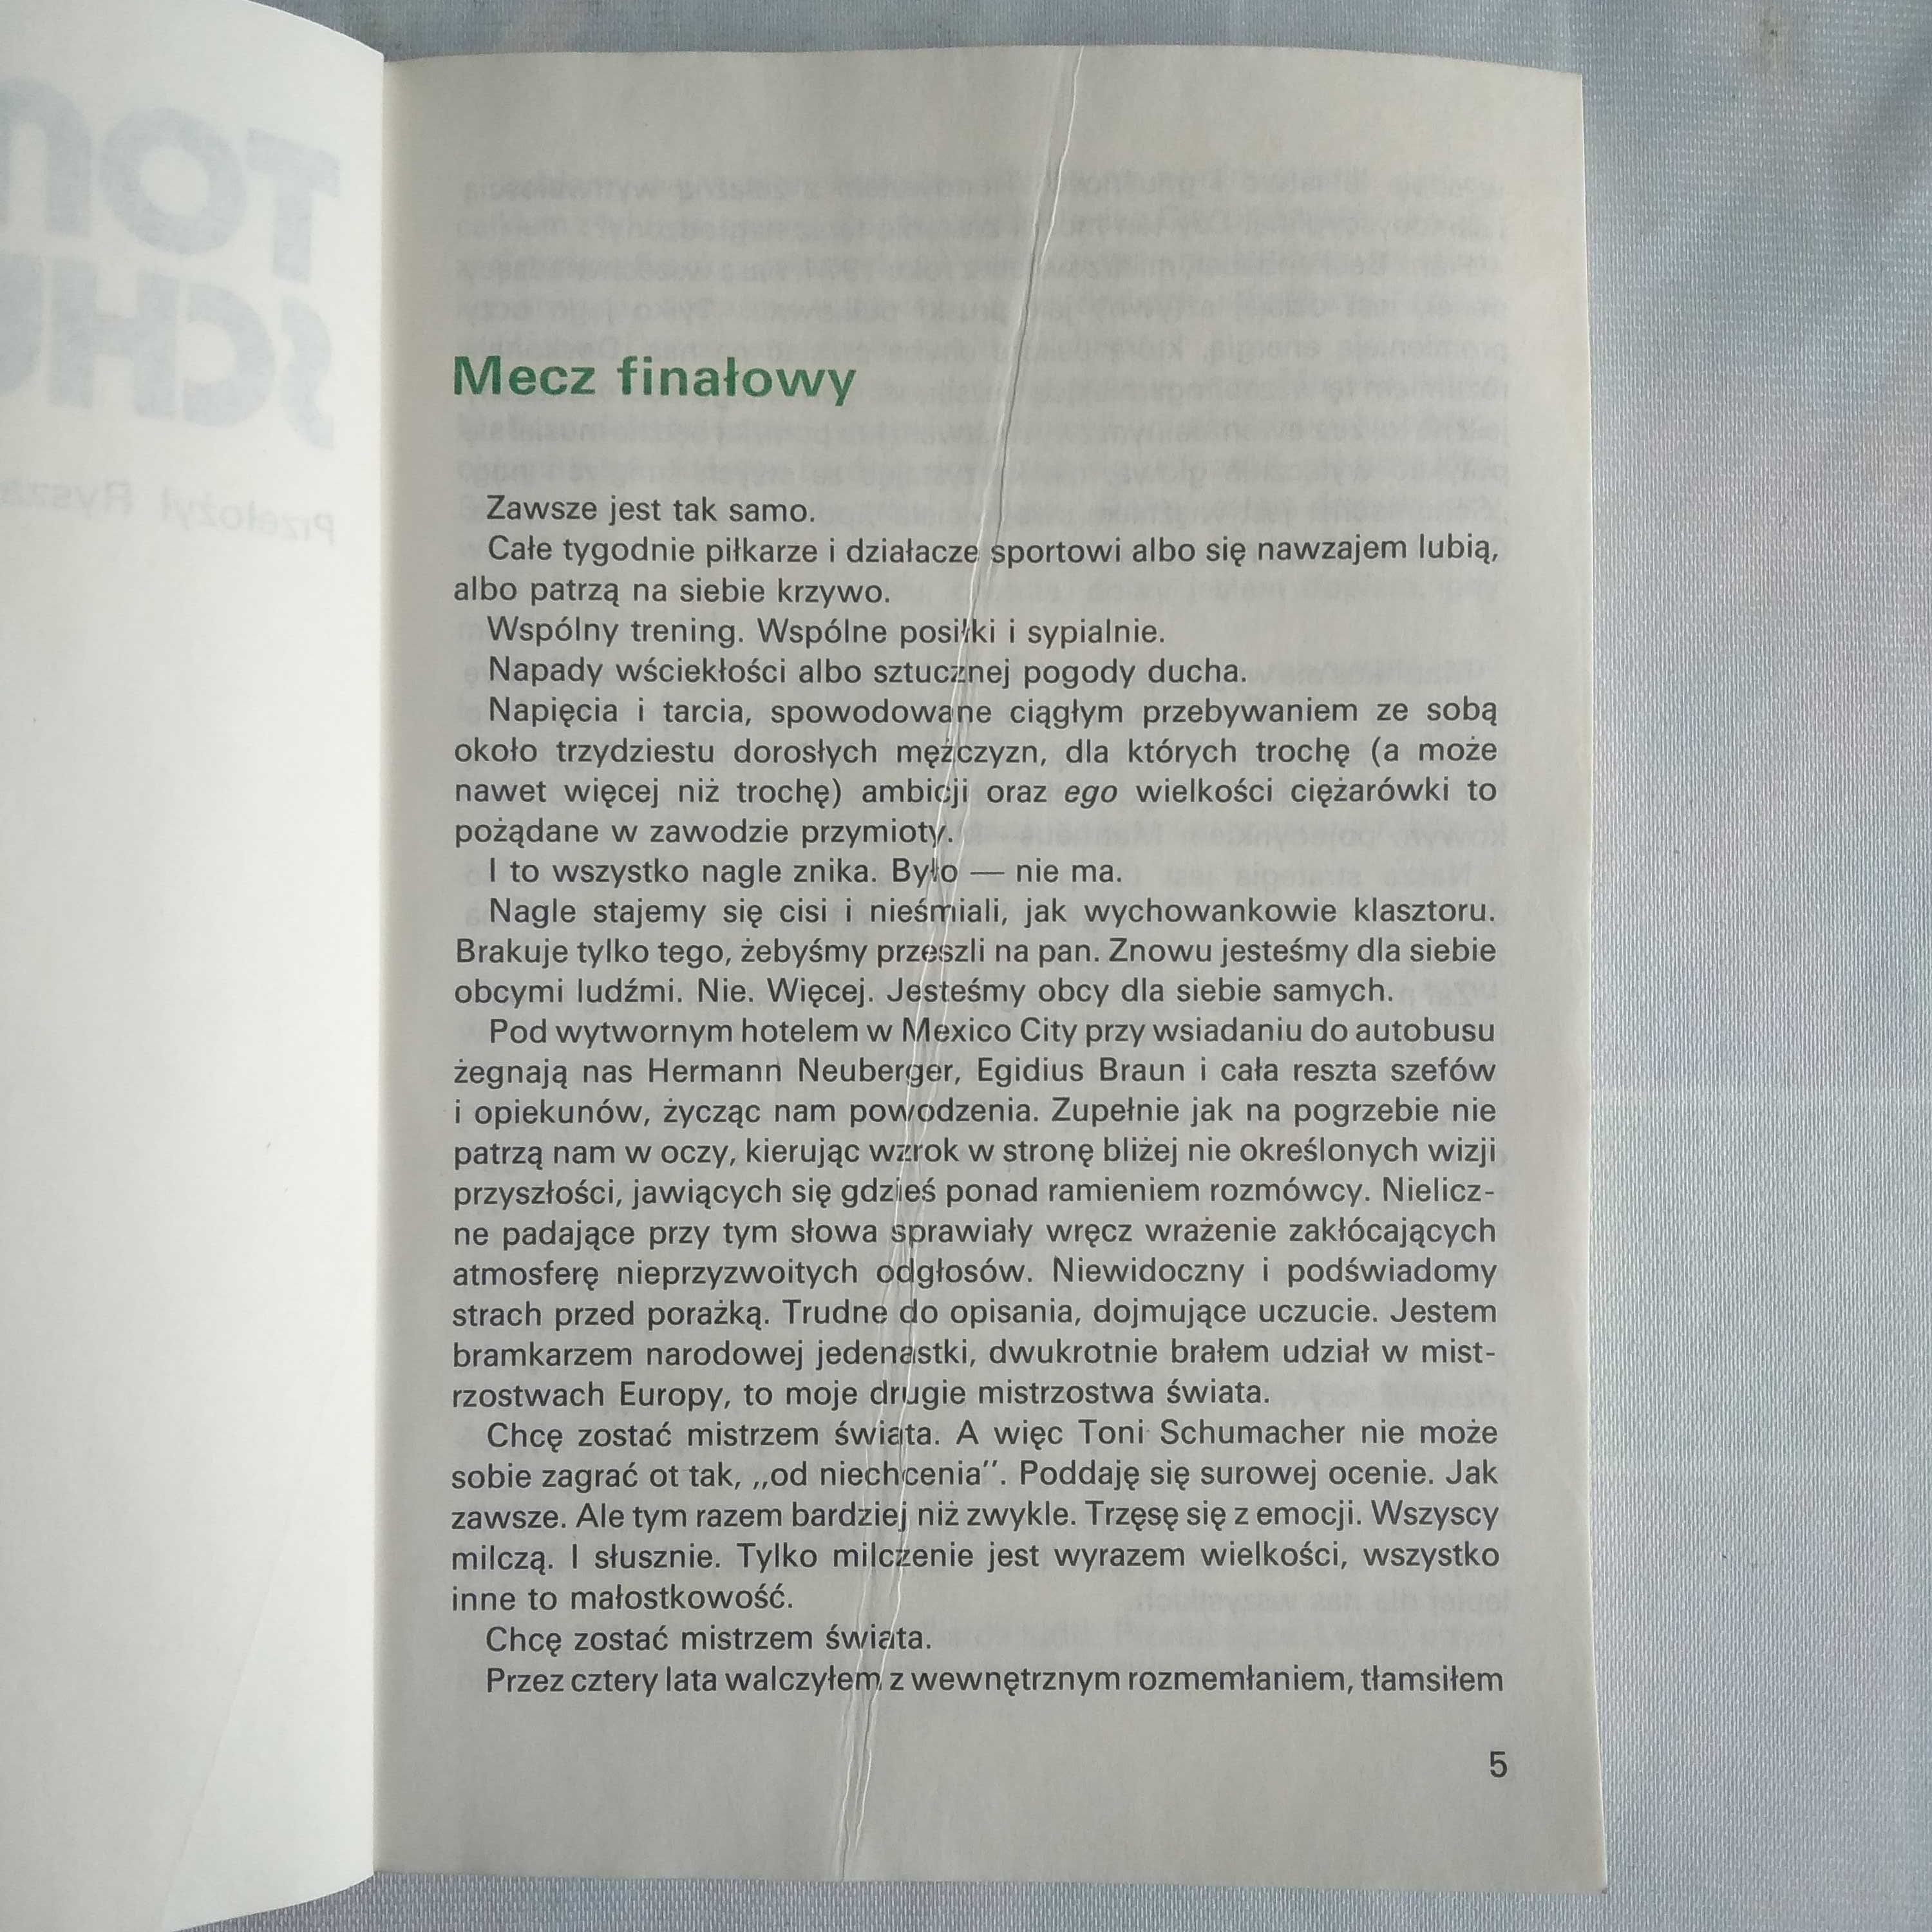 TON
SCHU
Przełożył Rysza
Mecz finałowy
Zawsze jest tak samo.
Całe tygodnie piłkarze i działacze sportowi albo się nawzajem lubią,
albo patrzą na siebie krzywo.
Wspólny trening. Wspólne posiłki i sypialnie.
Napady wściekłości albo sztucznej pogody ducha.
Napięcia i tarcia, spowodowane ciągłym przebywaniem ze sobą
około trzydziestu dorosłych mężczyzn, dla których trochę (a może
nawet więcej niż trochę) ambicji oraz ego wielkości ciężarówki to
pożądane w zawodzie przymioty.
I to wszystko nagle znika. Było — nie ma.
Nagle stajemy się cisi i nieśmiali, jak wychowankowie klasztoru.
Brakuje tylko tego, żebyśmy przeszli na pan. Znowu jesteśmy dla siebie
obcymi ludźmi. Nie. Więcej. Jesteśmy obcy dla siebie samych.
Pod wytwornym hotelem w Mexico City przy wsiadaniu do autobusu
żegnają nas Hermann Neuberger, Egidius Braun i cała reszta szefów
i opiekunów, życząc nam powodzenia. Zupełnie jak na pogrzebie nie
patrzą nam w oczy, kierując wzrok w stronę bliżej nie określonych wizji
przyszłości, jawiących się gdzieś ponad ramieniem rozmówcy. Nielicz-
ne padające przy tym słowa sprawiały wręcz wrażenie zakłócających
atmosferę nieprzyzwoitych odgłosów. Niewidoczny i podświadomy
strach przed porażką. Trudne do opisania, dojmujące uczucie. Jestem
bramkarzem narodowej jedenastki, dwukrotnie brałem udział w mist-
rzostwach Europy, to moje drugie mistrzostwa świata.
Chcę zostać mistrzem świata. A więc Toni Schumacher nie może
sobie zagrać ot tak, „od niechcenia”. Poddaję się surowej ocenie. Jak
zawsze. Ale tym razem bardziej niż zwykle. Trzęsę się z emocji. Wszyscy
milczą. I słusznie. Tylko milczenie jest wyrazem wielkości, wszystko
inne to małostkowość.
Chcę zostać mistrzem świata.
Przez cztery lata walczyłem z wewnętrznym rozmemłaniem, tłamsiłem
5